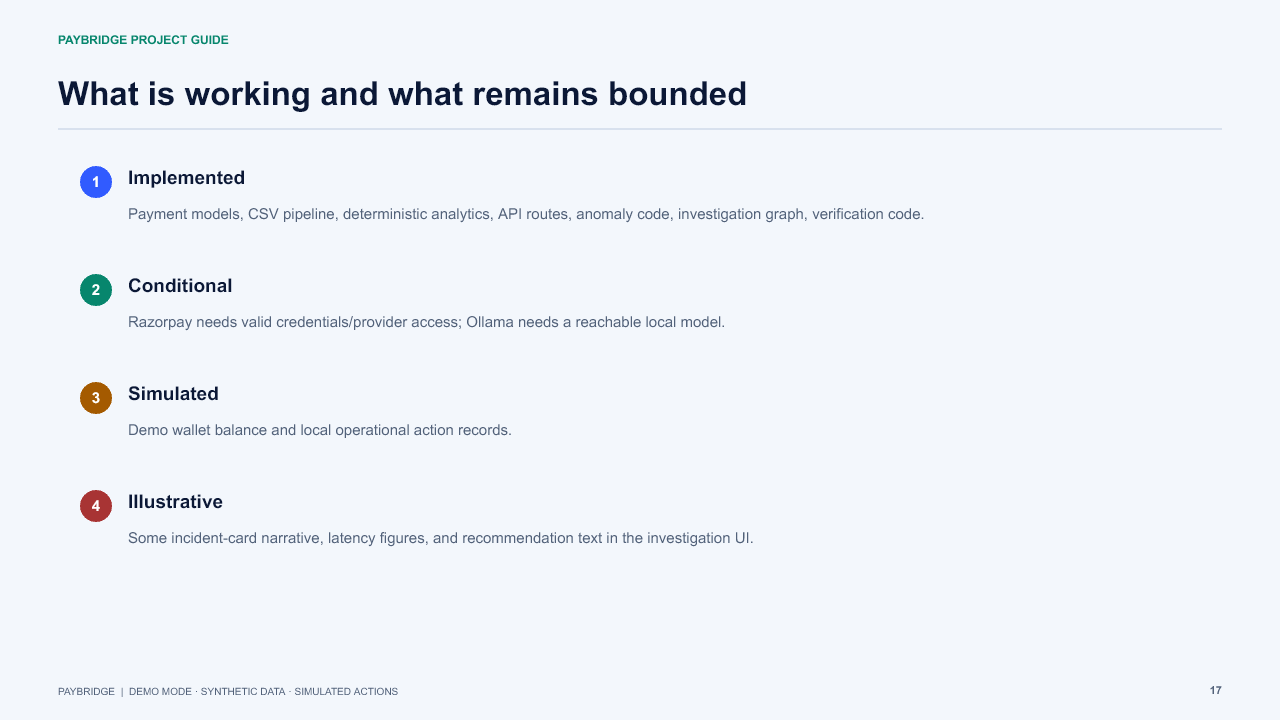 PAYBRIDGE PROJECT GUIDE
What is working and what remains bounded
1
Implemented
Payment models, CSV pipeline, deterministic analytics, API routes, anomaly code, investigation graph, verification code.
2
Conditional
Razorpay needs valid credentials/provider access; Ollama needs a reachable local model.
3
Simulated
Demo wallet balance and local operational action records.
4
Illustrative
Some incident-card narrative, latency figures, and recommendation text in the investigation UI.
PAYBRIDGE | DEMO MODE · SYNTHETIC DATA · SIMULATED ACTIONS
17